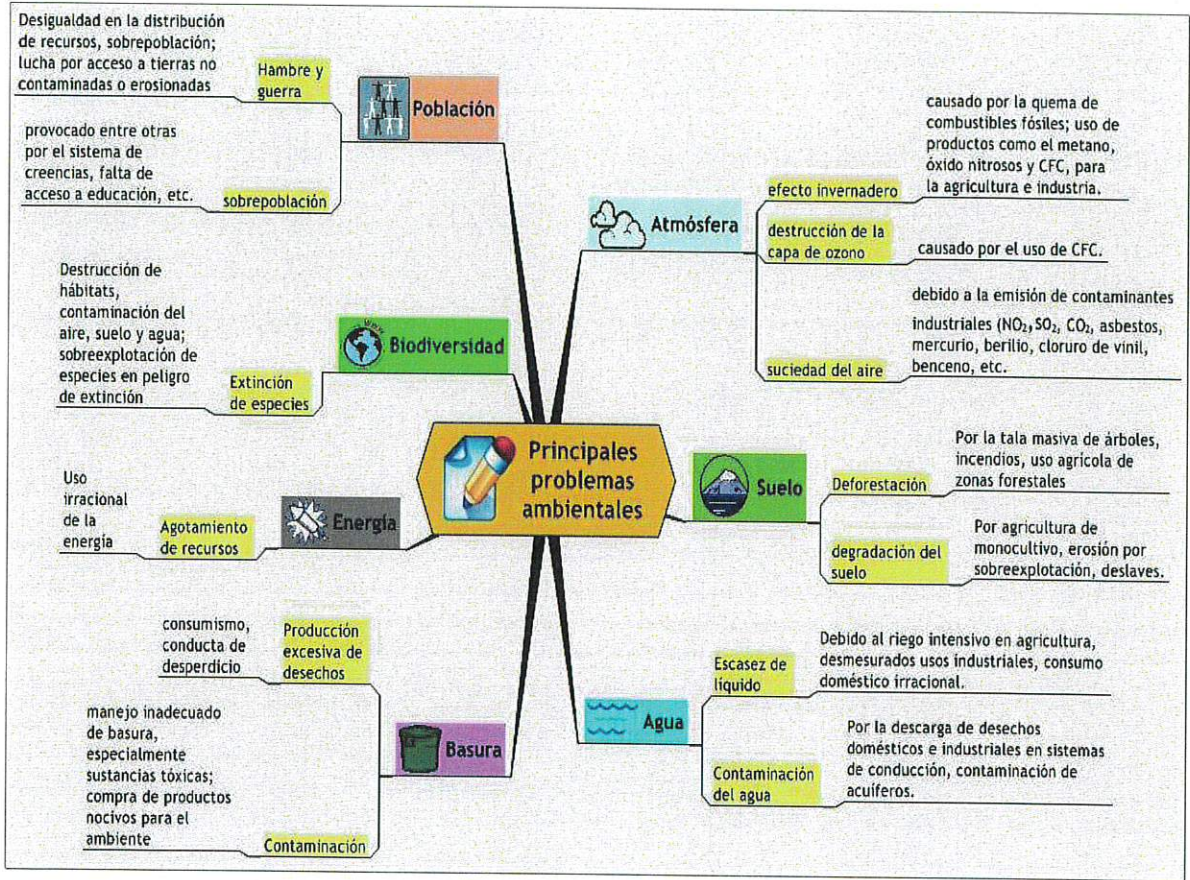 Principales
problemas
ambientales
Población
Hambre y
guerra
Desigualdad en la distribución
de recursos, sobrepoblación;
lucha por acceso a tierras no
contaminadas o erosionadas
sobrepoblación
provocado entre otras
por el sistema de
creencias, falta de
acceso a educación, etc.
Biodiversidad
Extinción
de especies
Destrucción de
hábitats,
contaminación del
aire, suelo y agua;
sobreexplotación de
especies en peligro
de extinción
Energía
Agotamiento
de recursos
Uso
irracional
de la
energía
Basura
Producción
excesiva de
desechos
consumismo,
conducta de
desperdicio
Contaminación
manejo inadecuado
de basura,
especialmente
sustancias tóxicas;
compra de productos
nocivos para el
ambiente
Atmósfera
efecto invernadero
causado por la quema de
combustibles fósiles; uso de
productos como el metano,
óxido nitrosos y CFC, para
la agricultura e industria.
destrucción de la
capa de ozono
causado por el uso de CFC.
suciedad del aire
debido a la emisión de contaminantes
industriales (NO₂, SO₂, CO₂, asbestos,
mercurio, berilio, cloruro de vinil,
benceno, etc.
Suelo
Deforestación
Por la tala masiva de árboles,
incendios, uso agrícola de
zonas forestales
degradación del
suelo
Por agricultura de
monocultivo, erosión por
sobreexplotación, deslaves.
Agua
Escasez de
líquido
Debido al riego intensivo en agricultura,
desmesurados usos industriales, consumo
doméstico irracional.
Contaminación
del agua
Por la descarga de desechos
domésticos e industriales en sistemas
de conducción, contaminación de
acuíferos.